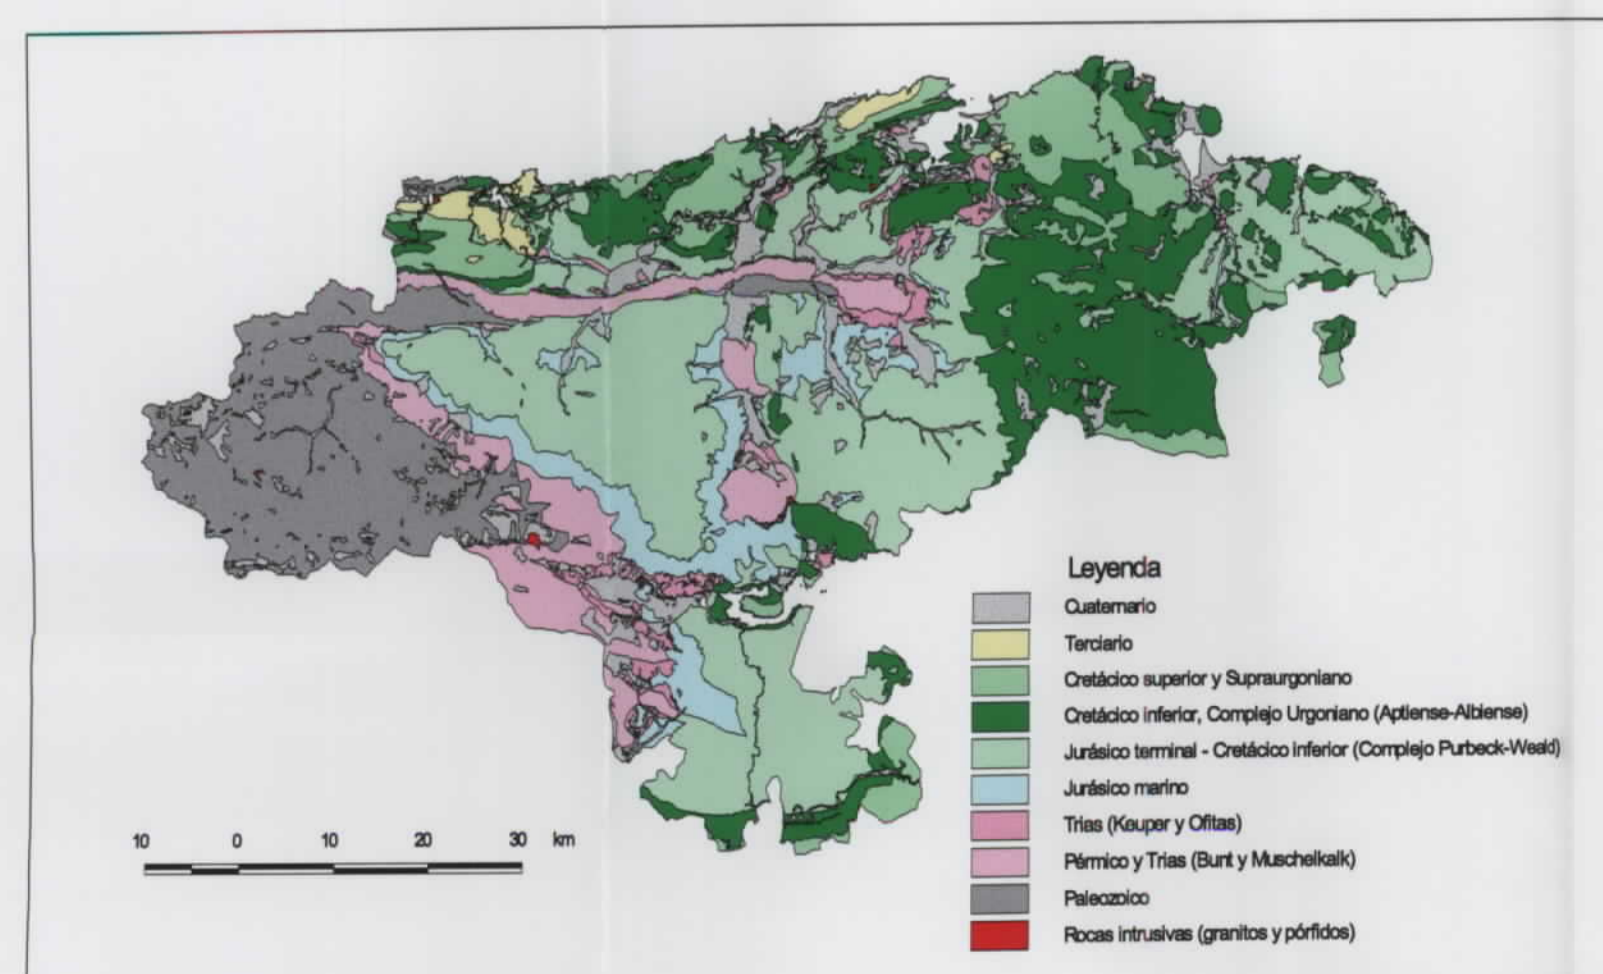 Leyenda
Cuaternario
Terciario
Cretácico superior y Supraurgoniano
Cretácico inferior, Complejo Urgoniano (Aptiense-Albiense)
Jurásico terminal - Cretácico inferior (Complejo Purbeck-Weald)
Jurásico marino
Trias (Keuper y Ofitas)
Pérmico y Trias (Bunt y Muschelkalk)
Paleozoico
Rocas intrusivas (granitos y pórfidos)
10 0 10 20 30 km